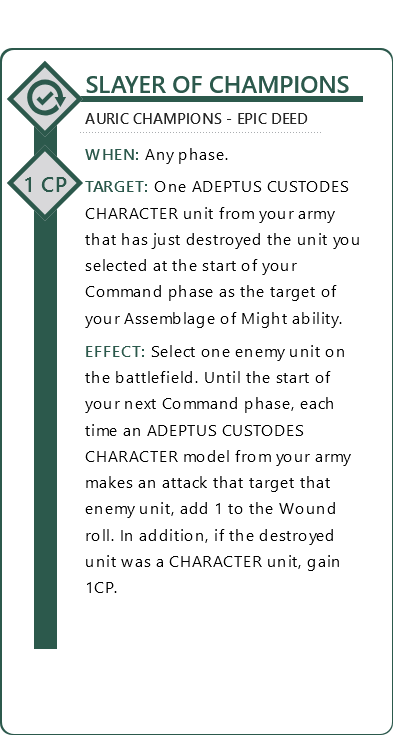 SLAYER OF CHAMPIONS
AURIC CHAMPIONS - EPIC DEED
WHEN: Any phase.
1 CP
TARGET: One ADEPTUS CUSTODES
CHARACTER unit from your army
that has just destroyed the unit you
selected at the start of your
Command phase as the target of
your Assemblage of Might ability.
EFFECT: Select one enemy unit on
the battlefield. Until the start of
your next Command phase, each
time an ADEPTUS CUSTODES
CHARACTER model from your army
makes an attack that target that
enemy unit, add 1 to the Wound
roll. In addition, if the destroyed
unit was a CHARACTER unit, gain
1CP.